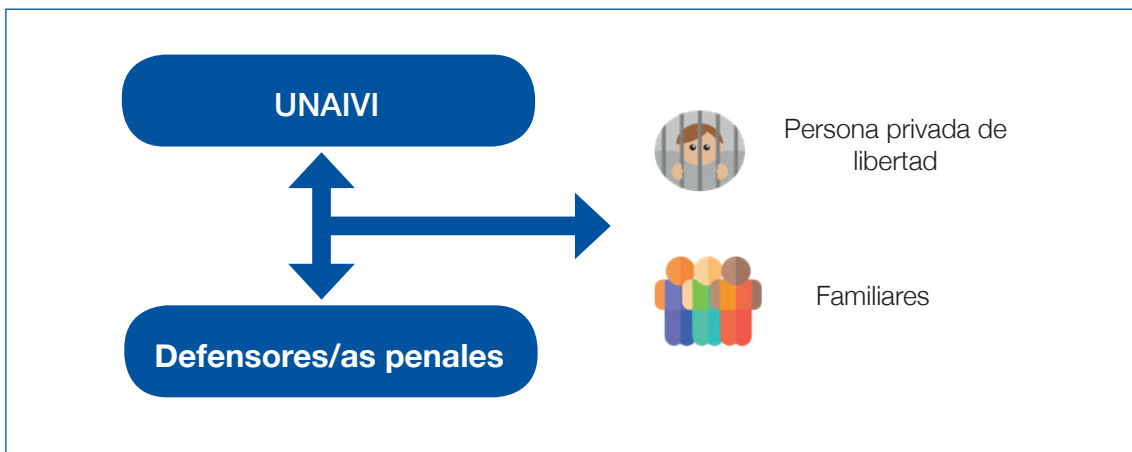 UNAIVI
Persona privada de
libertad
Familiares
Defensores/as penales